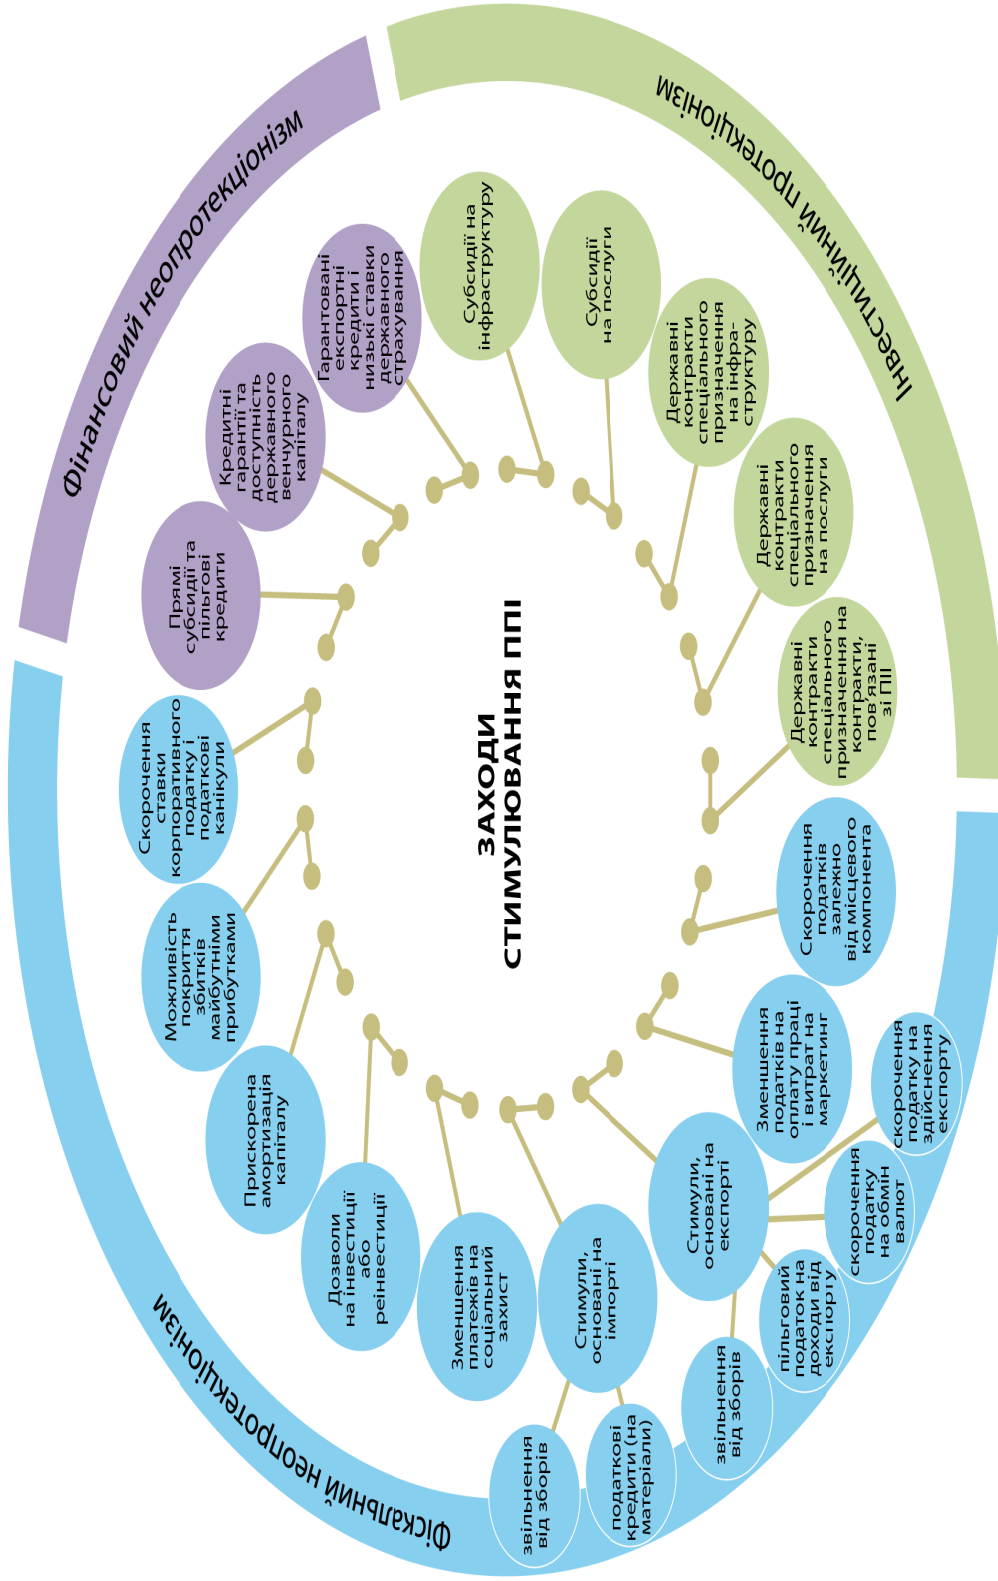 ЗАХОДИ
СТИМУЛЮВАННЯ ППІ
Фінансовий неопротекціонізм
Прямі
субсидії та
пільгові
кредити
Кредитні
гарантії та
доступність
державного
венчурного
капіталу
Гарантовані
експортні
кредити і
низькі ставки
державного
страхування
Інвестиційний протекціонізм
Субсидії на
інфраструктуру
Субсидії
на послуги
Державні
контракти
спеціального
призначення
на інфра-
структуру
Державні
контракти
спеціального
призначення
на послуги
Державні
контракти
спеціального
призначення на
контракти,
пов’язані
зі ПІІ
Фіскальний неопротекціонізм
Скорочення
податків
залежно
від місцевого
компонента
Зменшення
податків на
оплату праці
і витрат на
маркетинг
Стимули,
основані на
експорті
скорочення
податку на
здійснення
експорту
скорочення
податку
на обмін
валют
пільговий
податок на
доходи від
експорту
звільнення
від зборів
Стимули,
основані на
імпорті
податкові
кредити (на
матеріали)
звільнення
від зборів
Зменшення
платежів на
соціальний
захист
Дозволи
на інвестиції
або
реінвестиції
Прискорена
амортизація
капіталу
Можливість
покриття
збитків
майбутніми
прибутками
Скорочення
ставки
корпоративного
податку і
податкові
канікули